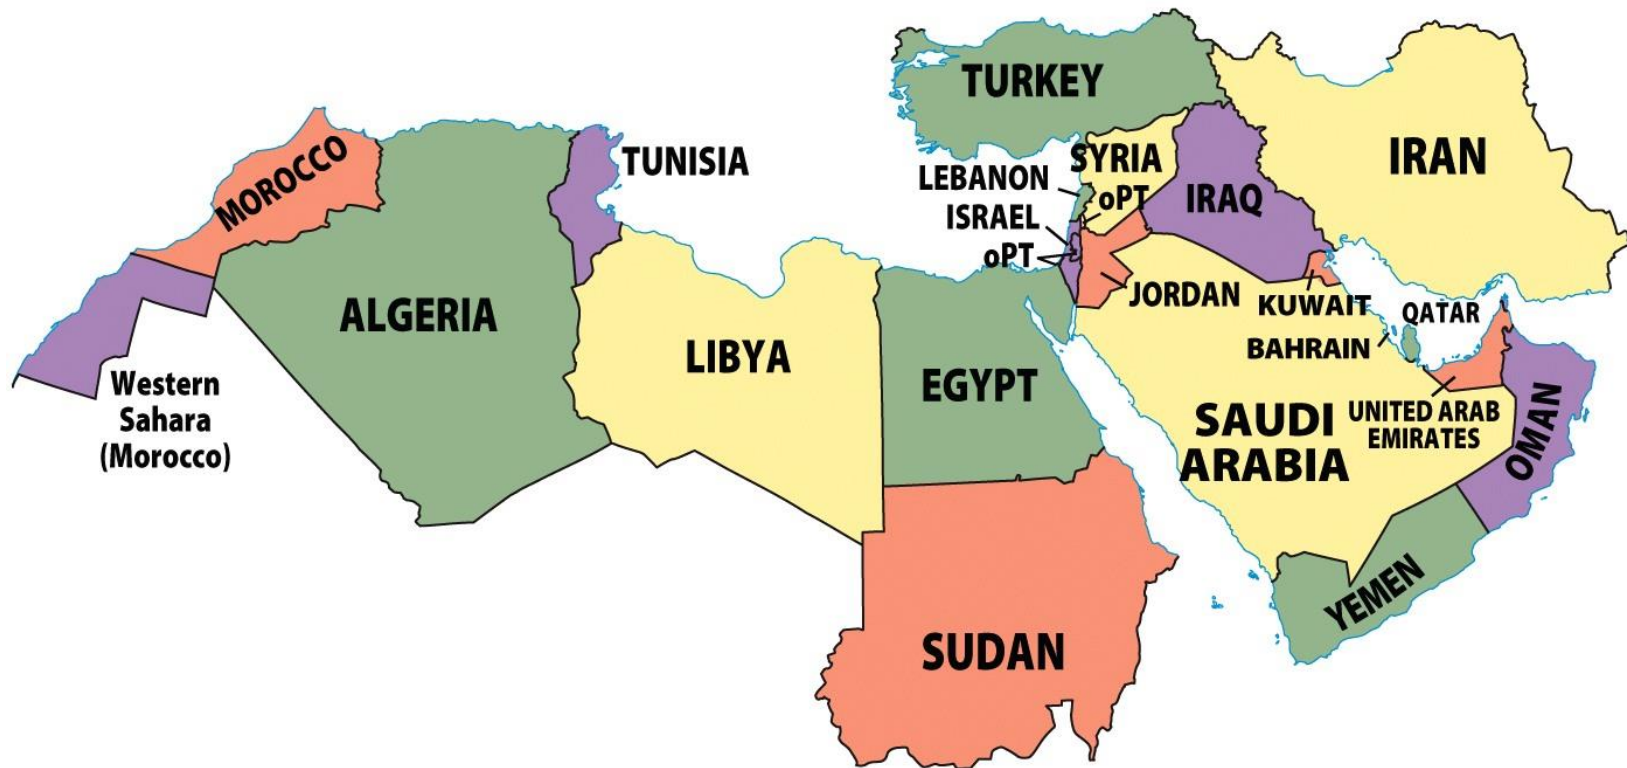 TURKEY
MOROCCO
TUNISIA
SYRIA
IRAN
LEBANON
oPT
IRAQ
ISRAEL
oPT
ALGERIA
JORDAN
KUWAIT
QATAR
LIBYA
BAHRAIN
EGYPT
Western
Sahara
(Morocco)
SAUDI
ARABIA
UNITED ARAB
EMIRATES
OMAN
YEMEN
SUDAN